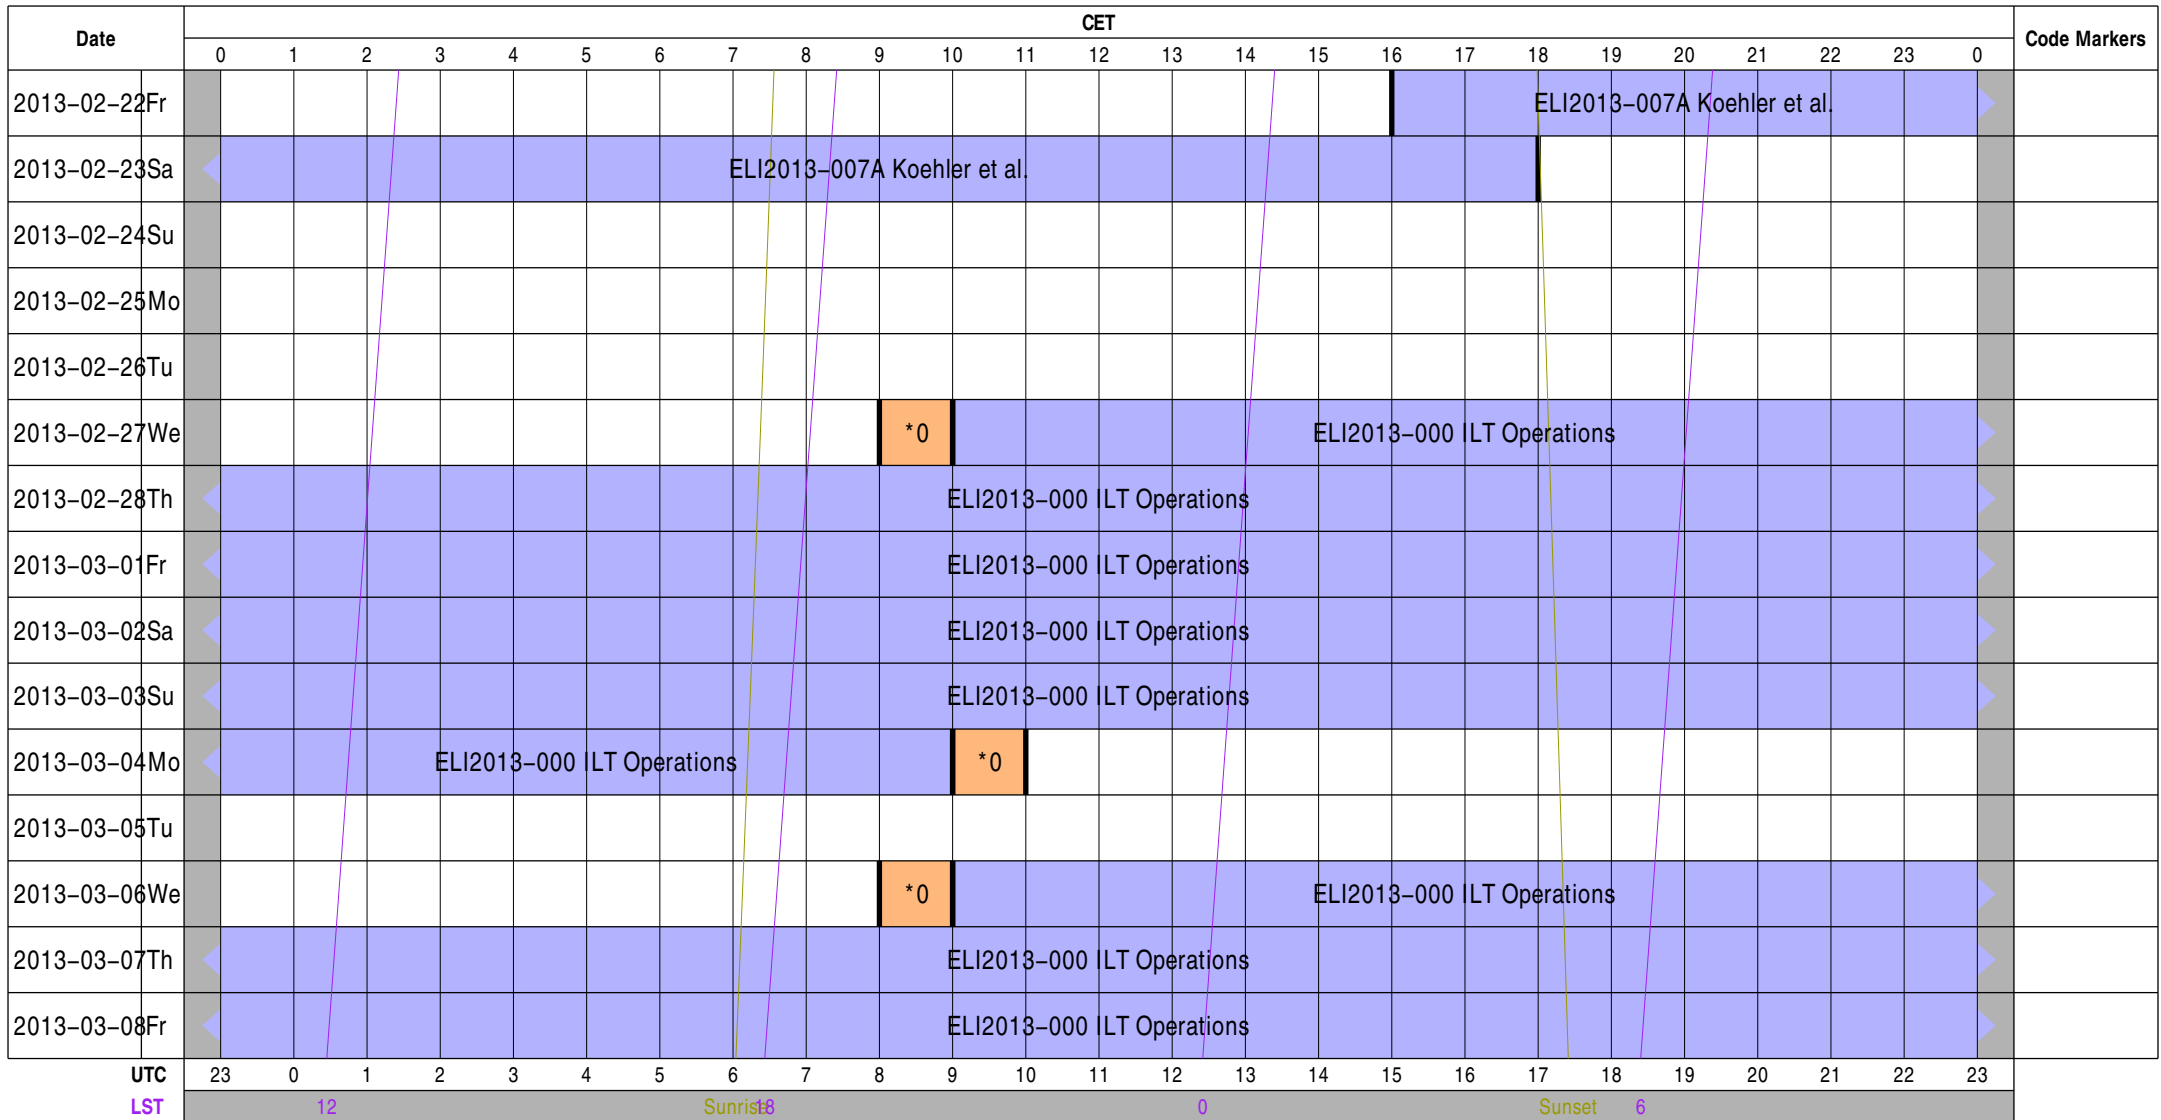 Date CET Code Markers
0 1 2 3 4 5 6 7 8 9 10 11 12 13 14 15 16 17 18 19 20 21 22 23 0
2013-02-22Fr ELI2013-007A Koehler et al.
2013-02-23Sa ELI2013-007A Koehler et al.
2013-02-24Su
2013-02-25Mo
2013-02-26Tu
2013-02-27We *0 ELI2013-000 ILT Operations
2013-02-28Th ELI2013-000 ILT Operations
2013-03-01Fr ELI2013-000 ILT Operations
2013-03-02Sa ELI2013-000 ILT Operations
2013-03-03Su ELI2013-000 ILT Operations
2013-03-04Mo ELI2013-000 ILT Operations *0
2013-03-05Tu
2013-03-06We *0 ELI2013-000 ILT Operations
2013-03-07Th ELI2013-000 ILT Operations
2013-03-08Fr ELI2013-000 ILT Operations
UTC 23 0 1 2 3 4 5 6 7 8 9 10 11 12 13 14 15 16 17 18 19 20 21 22 23
LST 12 Sunrise 18 0 Sunset 6